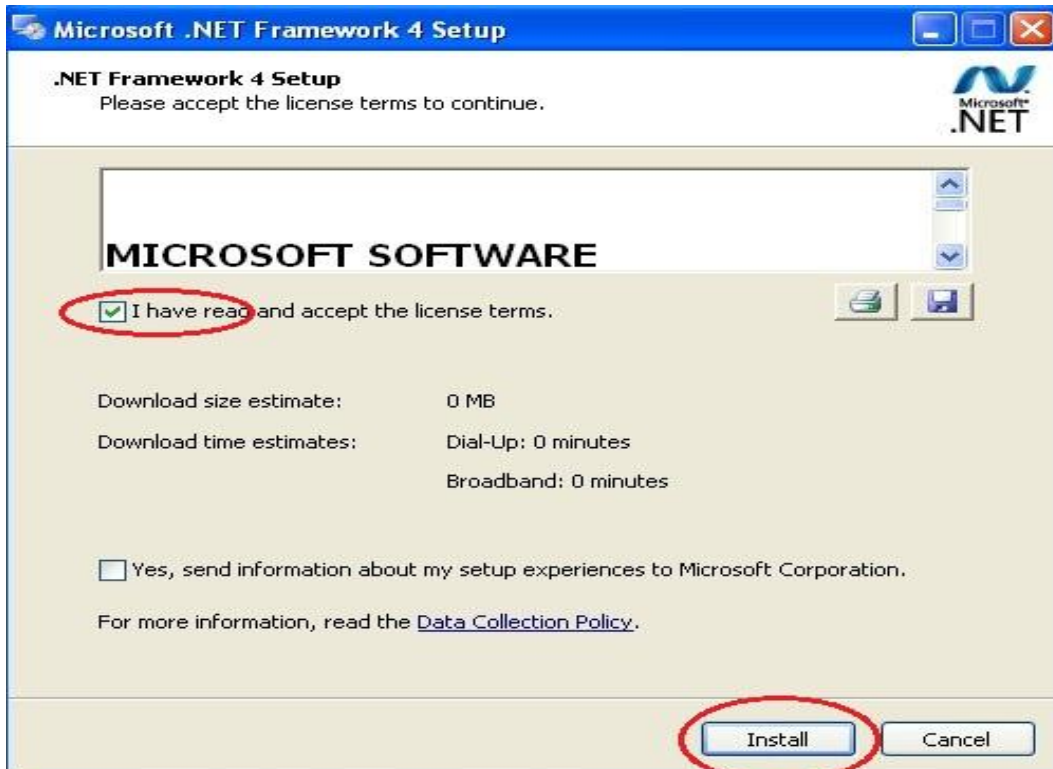 Microsoft .NET Framework 4 Setup
.NET Framework 4 Setup
Please accept the license terms to continue.
Microsoft®
.NET
MICROSOFT SOFTWARE
I have read and accept the license terms.
Download size estimate: 0 MB
Download time estimates: Dial-Up: 0 minutes
Broadband: 0 minutes
Yes, send information about my setup experiences to Microsoft Corporation.
For more information, read the Data Collection Policy.
Install Cancel